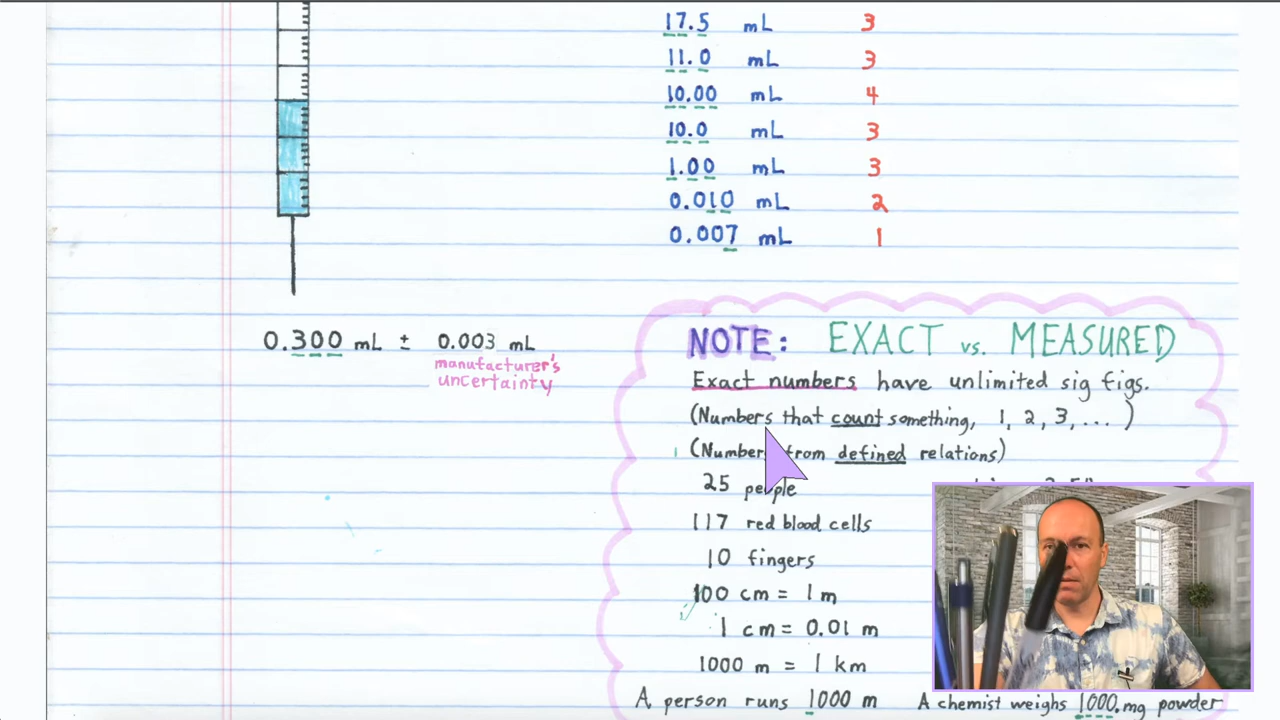 17.5 mL 3
11.0 mL 3
10.00 mL 4
10.0 mL 3
1.00 mL 3
0.010 mL 2
0.007 mL 1
0.300 mL ± 0.003 mL
manufacturer's
uncertainty
NOTE: EXACT vs. MEASURED
Exact numbers have unlimited sig figs.
(Numbers that count something, 1, 2, 3, ... )
from defined relations)
25 people
117 red blood cells
10 fingers
100 cm = 1 m
1 cm = 0.01 m
1000 m = 1 km
A person runs 1000 m
A chemist weighs 1000. mg powder